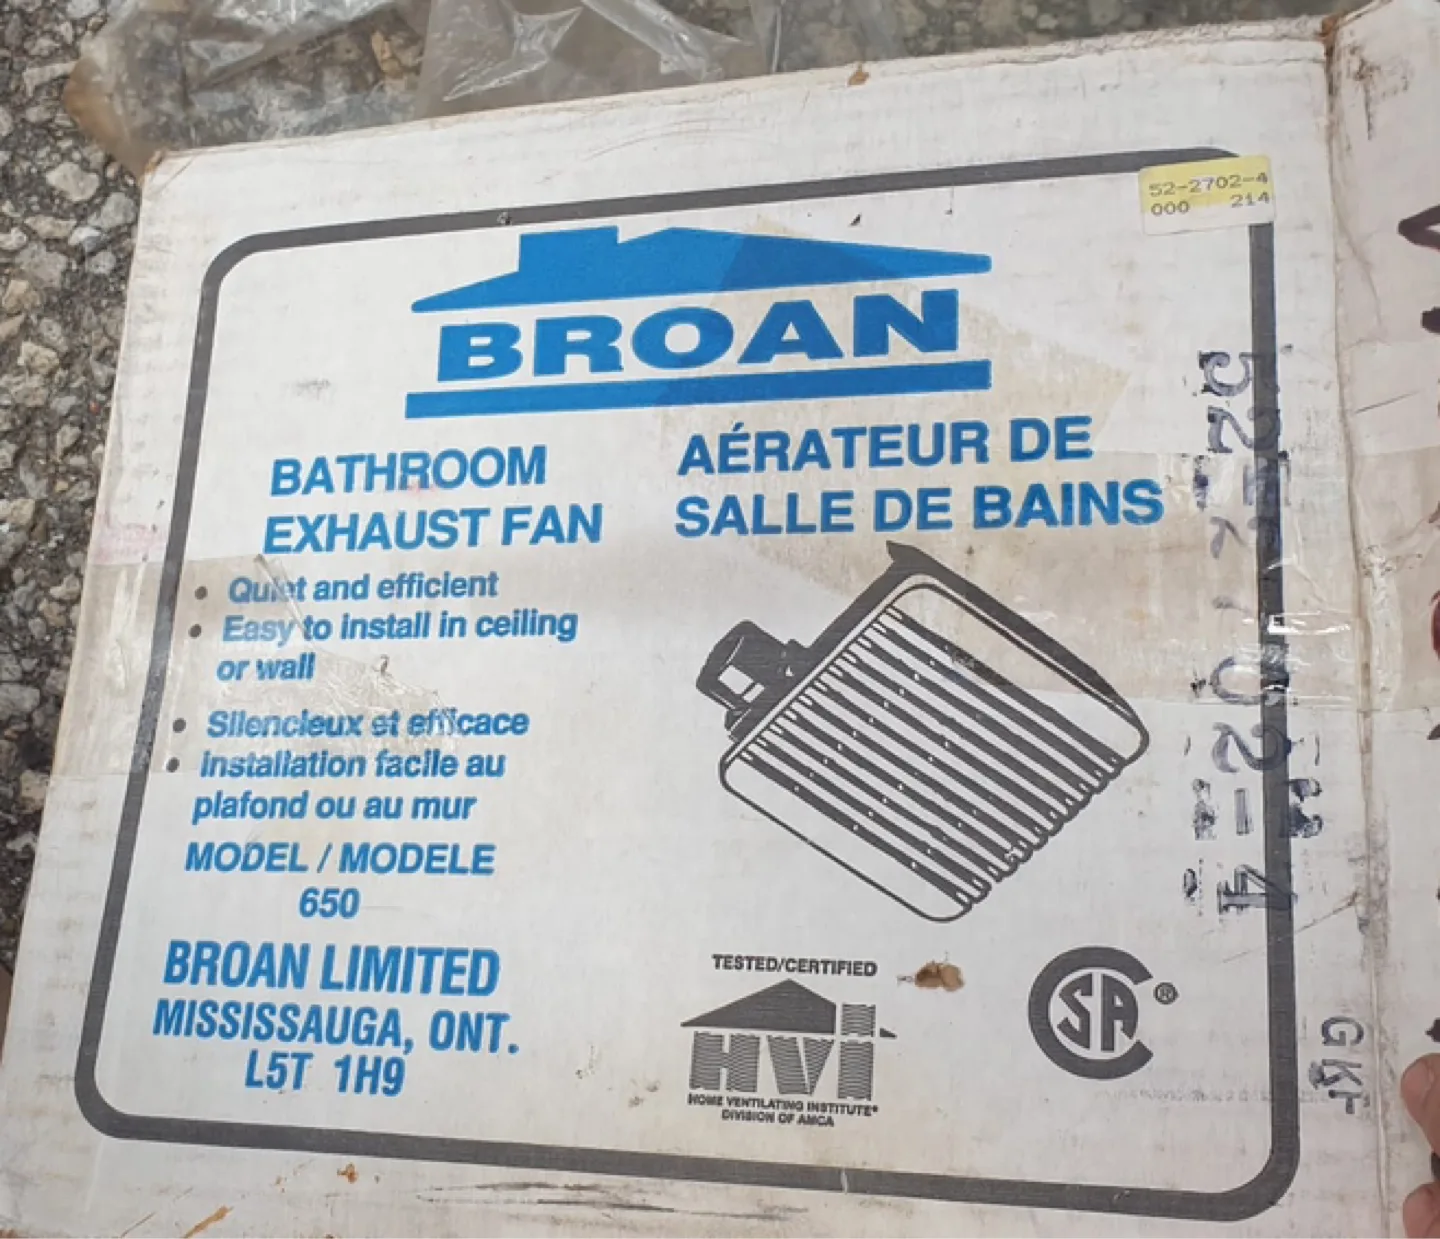 52-2702-4
000 214
BROAN
BATHROOM
EXHAUST FAN
AÉRATEUR DE
SALLE DE BAINS
• Quiet and efficient
• Easy to install in ceiling
or wall
• Silencieux et efficace
• installation facile au
plafond ou au mur
MODEL / MODELE
650
BROAN LIMITED
MISSISSAUGA, ONT.
L5T 1H9
TESTED/CERTIFIED
HVI
HOME VENTILATING INSTITUTE®
DIVISION OF AMCA
CSA ®